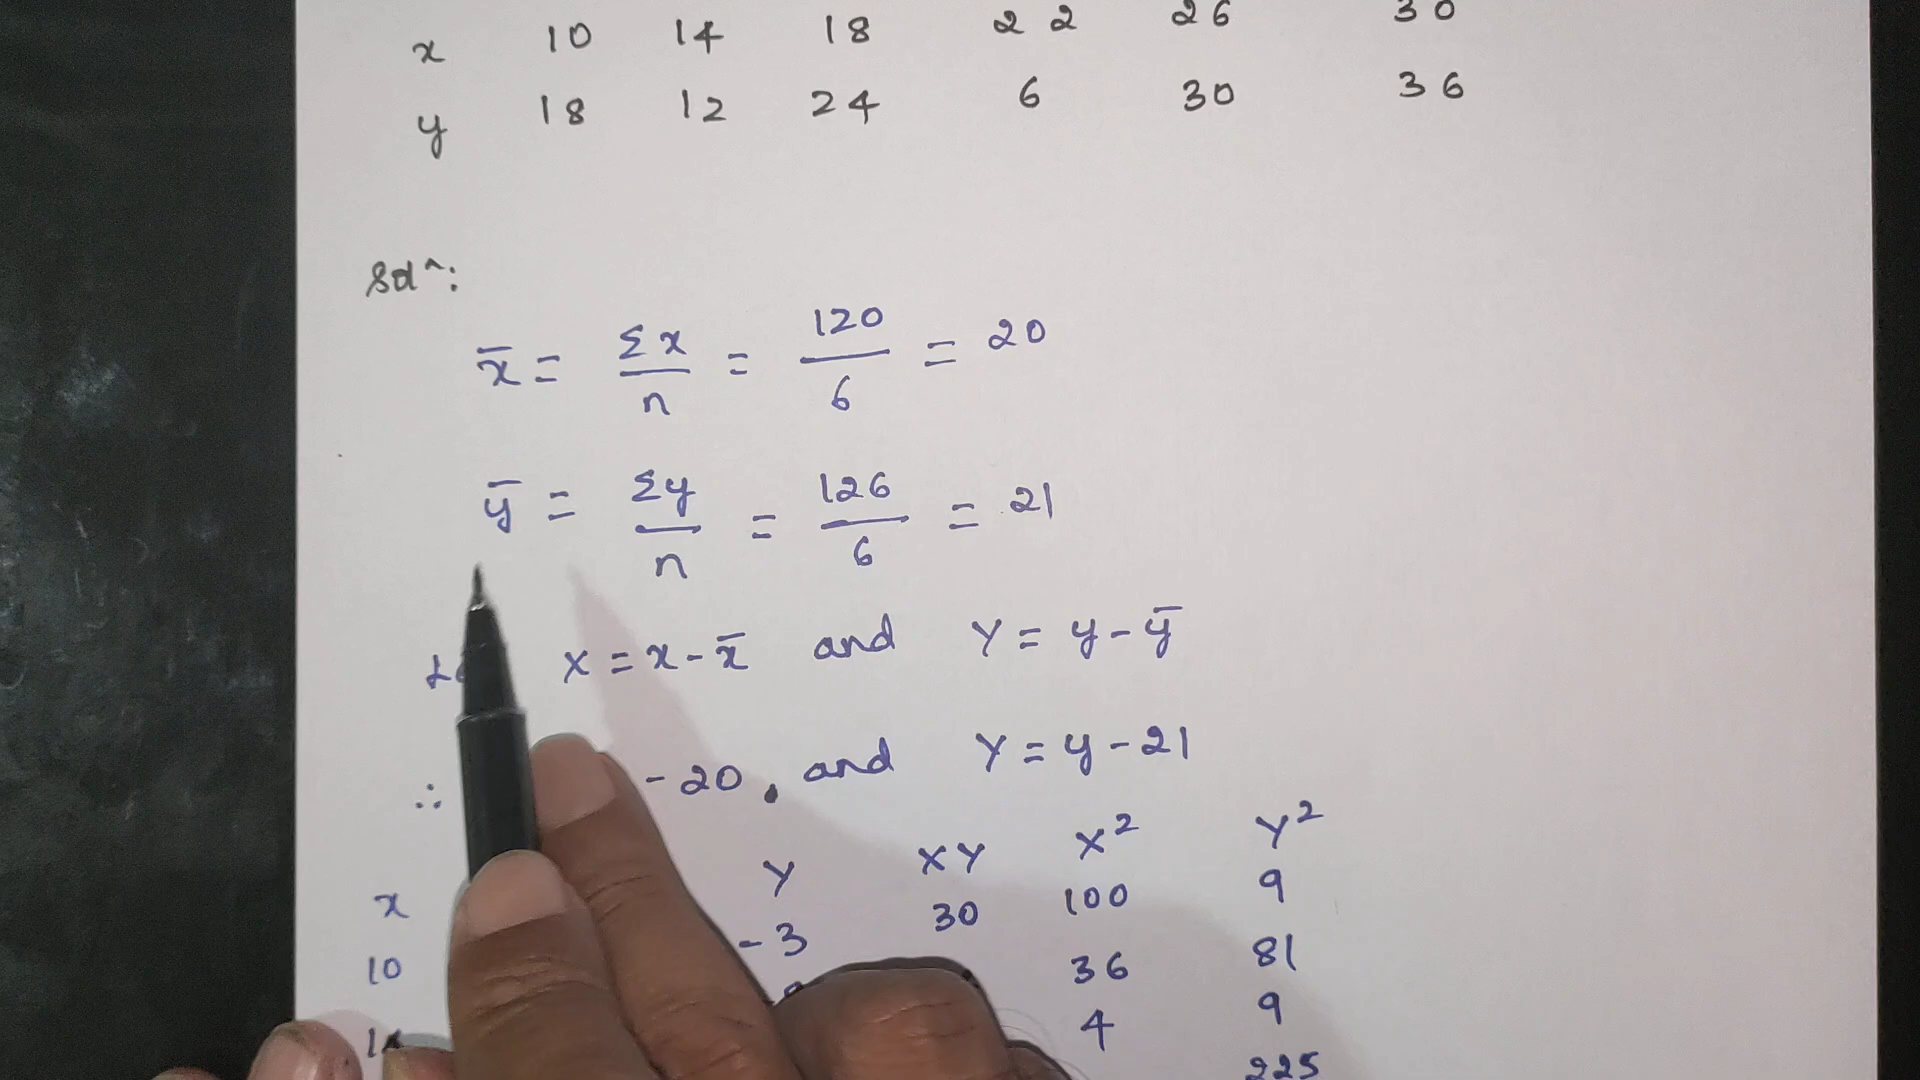 x 10 14 18 22 26 30
y 18 12 24 6 30 36
Solⁿ:
x̄ = Σx/n = 120/6 = 20
ȳ = Σy/n = 126/6 = 21
X = x - x̄ and Y = y - ȳ
∴ - 20, and Y = y - 21
x Y XY X² Y²
10 -3 30 100 9
36 81
4 9
225